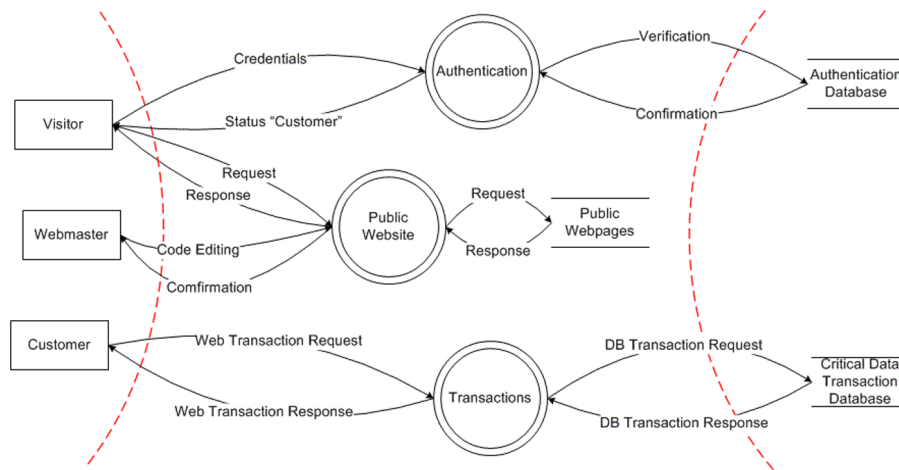 Credentials
Authentication
Verification
Authentication
Database
Visitor
Status “Customer”
Confirmation
Request
Response
Public
Website
Request
Response
Public
Webpages
Webmaster
Code Editing
Comfirmation
Customer
Web Transaction Request
DB Transaction Request
Critical Data
Transaction
Database
Transactions
Web Transaction Response
DB Transaction Response